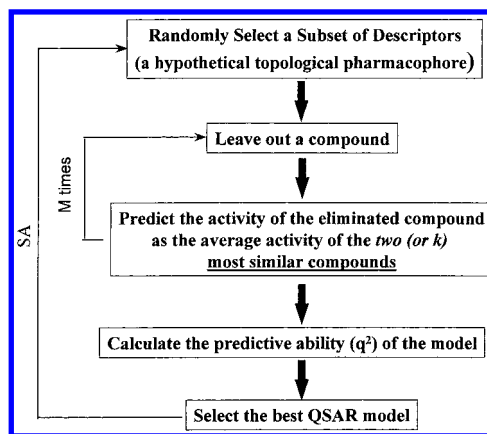 Randomly Select a Subset of Descriptors
(a hypothetical topological pharmacophore)
Leave out a compound
M times
Predict the activity of the eliminated compound
as the average activity of the two (or k)
most similar compounds
SA
Calculate the predictive ability (q²) of the model
Select the best QSAR model